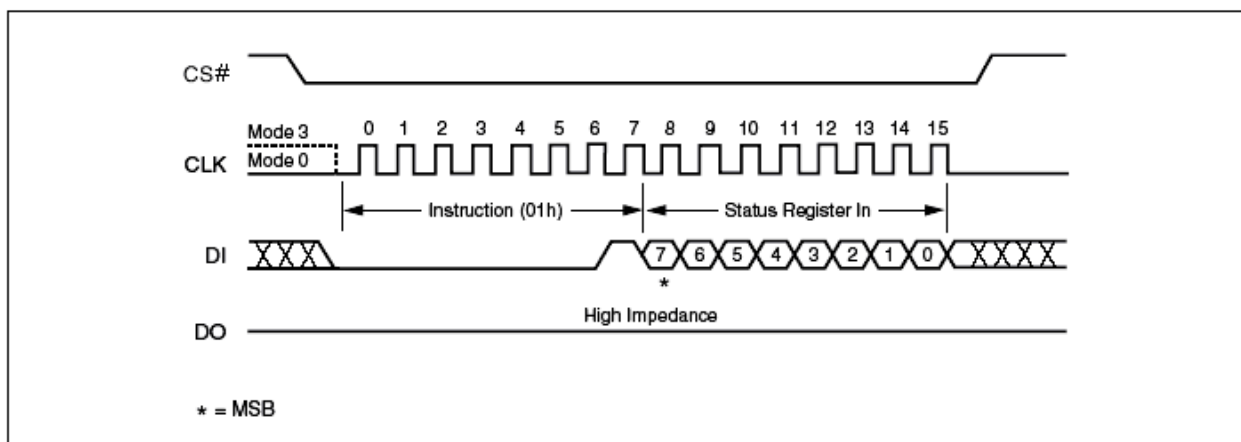 CS#
Mode 3 0 1 2 3 4 5 6 7 8 9 10 11 12 13 14 15
CLK Mode 0
Instruction (01h) Status Register In
DI 7 6 5 4 3 2 1 0
*
High Impedance
DO
* = MSB